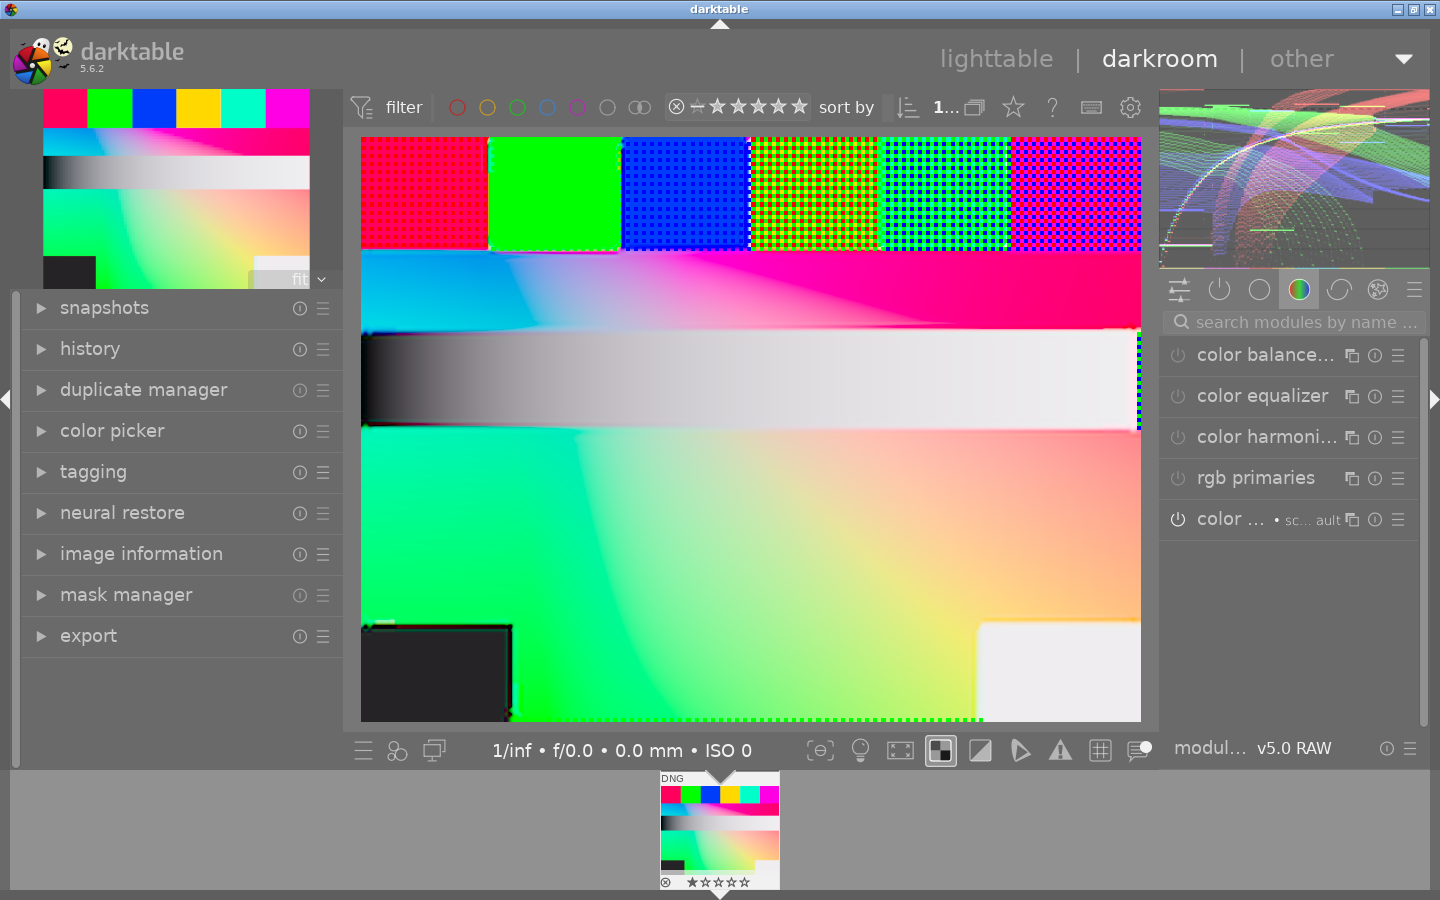 darktable
darktable
5.6.2
lighttable | darkroom | other
filter
sort by
1...
fit
snapshots
history
duplicate manager
color picker
tagging
neural restore
image information
mask manager
export
search modules by name ...
color balance...
color equalizer
color harmoni...
rgb primaries
color ... • sc... ault
1/inf • f/0.0 • 0.0 mm • ISO 0
modul... v5.0 RAW
DNG